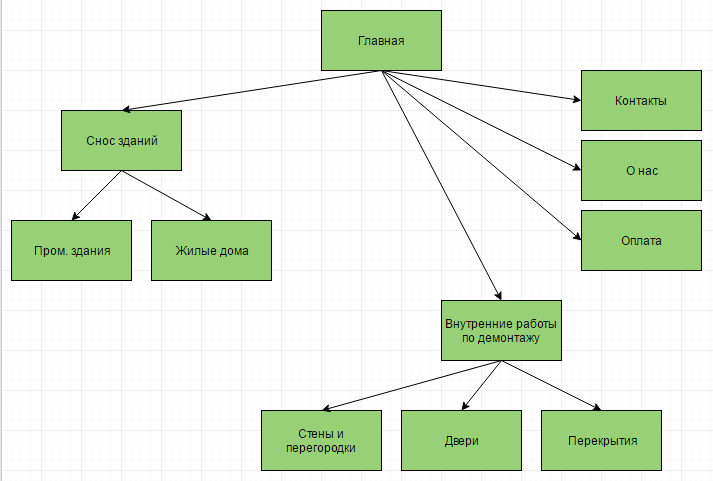 Главная
Контакты
Снос зданий
О нас
Оплата
Пром. здания
Жилые дома
Внутренние работы
по демонтажу
Стены и
перегородки
Двери
Перекрытия